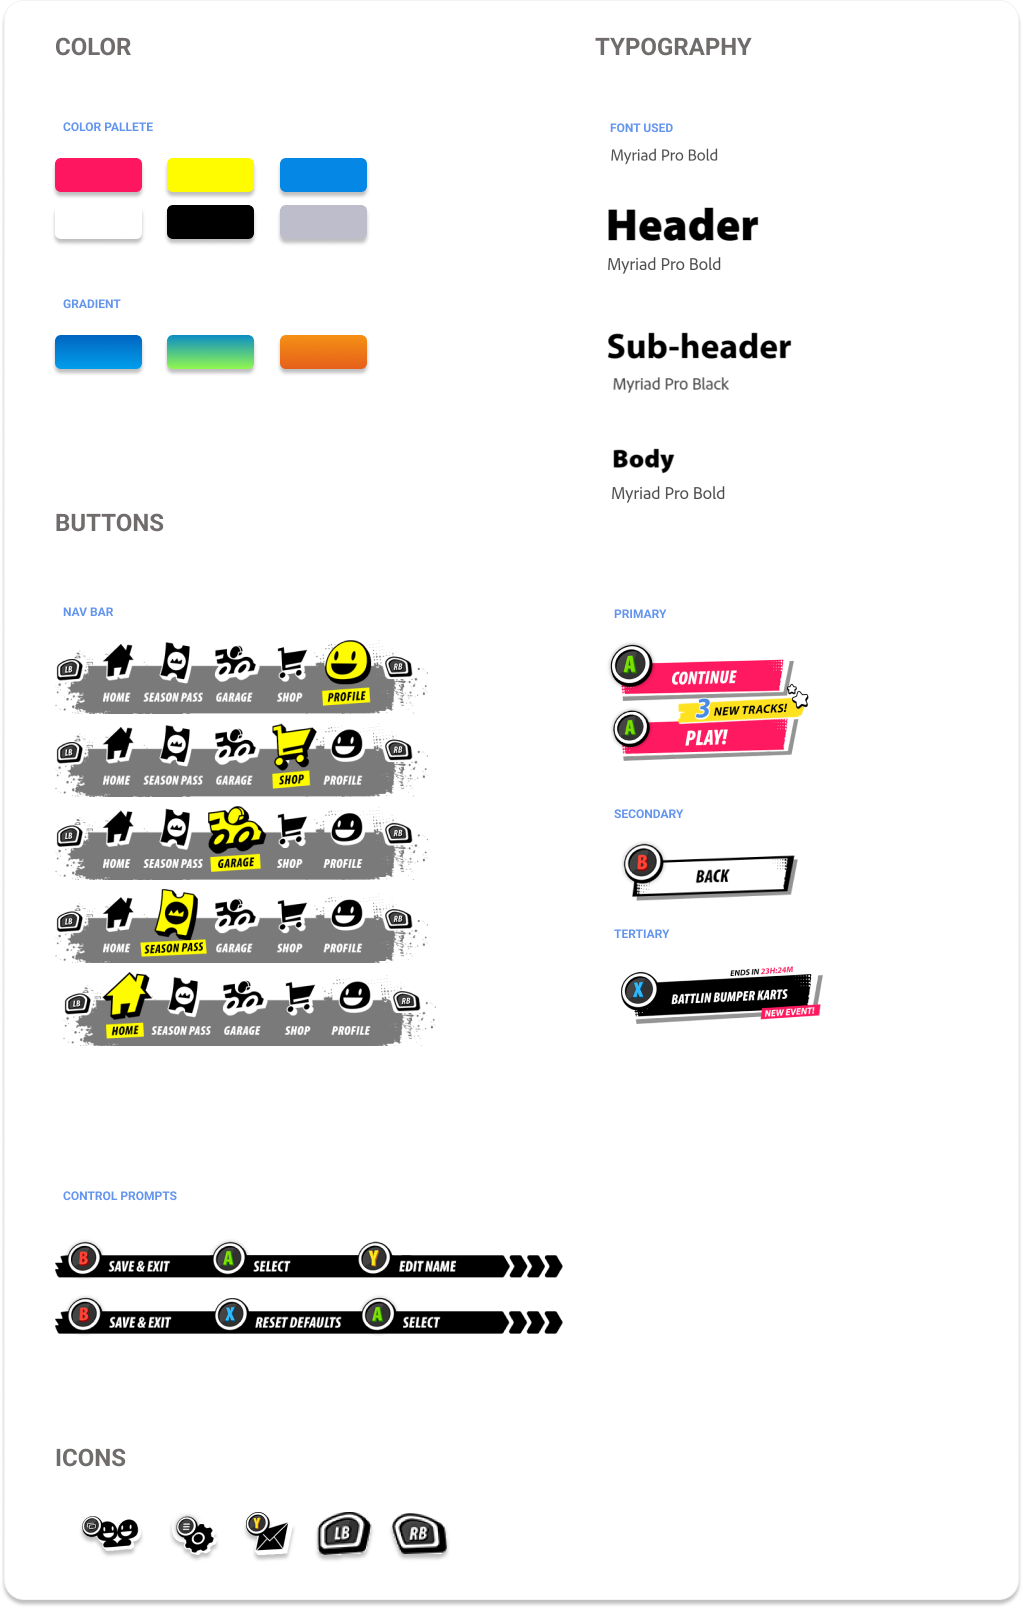 COLOR
COLOR PALLETE
GRADIENT
TYPOGRAPHY
FONT USED
Myriad Pro Bold
Header
Myriad Pro Bold
Sub-header
Myriad Pro Black
Body
Myriad Pro Bold
BUTTONS
NAV BAR
LB HOME SEASON PASS GARAGE SHOP PROFILE RB
LB HOME SEASON PASS GARAGE SHOP PROFILE RB
LB HOME SEASON PASS GARAGE SHOP PROFILE RB
LB HOME SEASON PASS GARAGE SHOP PROFILE RB
LB HOME SEASON PASS GARAGE SHOP PROFILE RB
PRIMARY
A CONTINUE
3 NEW TRACKS!
A PLAY!
SECONDARY
B BACK
TERTIARY
ENDS IN 23H:24M
X BATTLIN BUMPER KARTS
NEW EVENT!
CONTROL PROMPTS
B SAVE & EXIT A SELECT Y EDIT NAME
B SAVE & EXIT X RESET DEFAULTS A SELECT
ICONS
Y LB RB